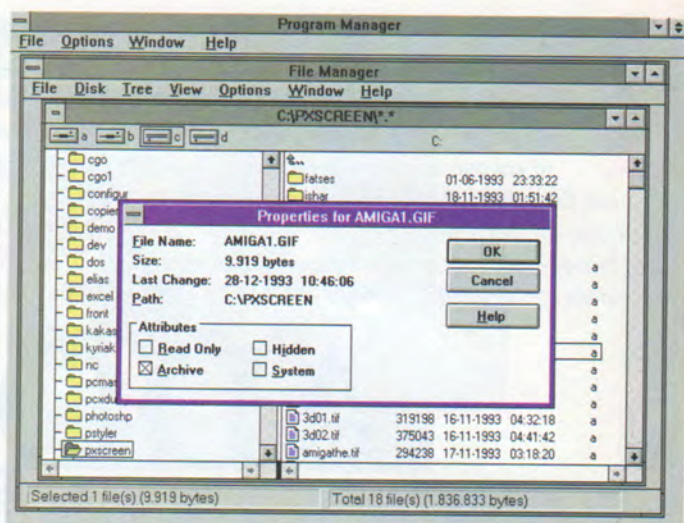 Program Manager
File Options Window Help
File Manager
File Disk Tree View Options Window Help
C:\PXSCREEN\*.*
a b c d C:
cgo
cgo1
configur
copier
demo
dev
dos
elias
excel
front
kakas
kyriak
nc
photoshp
pstyler
pxscreen
fatses 01-06-1993 23:33:22
ishar 18-11-1993 01:51:42
Properties for AMIGA1.GIF
File Name: AMIGA1.GIF
Size: 9.919 bytes
Last Change: 28-12-1993 10:46:06
Path: C:\PXSCREEN
Attributes
Read Only Hidden
Archive System
OK
Cancel
Help
a
a
a
a
a
a
a
a
a
3d01.tif 319198 16-11-1993 04:32:18 a
3d02.tif 375043 16-11-1993 04:41:42 a
amigathe.tif 294238 17-11-1993 03:18:20 a
Selected 1 file(s) (9.919 bytes) Total 18 file(s) (1.836.833 bytes)